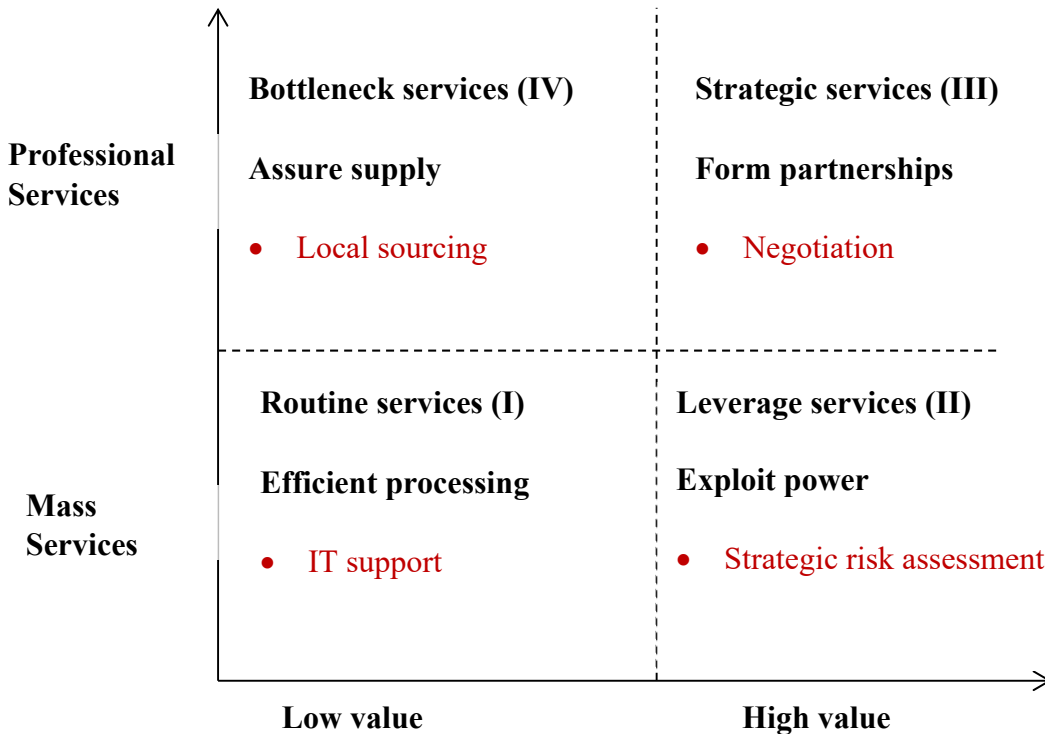 Bottleneck services (IV)
Strategic services (III)
Professional
Services
Assure supply
Form partnerships
• Local sourcing
• Negotiation
Routine services (I)
Leverage services (II)
Efficient processing
Exploit power
Mass
Services
• IT support
• Strategic risk assessment
Low value
High value